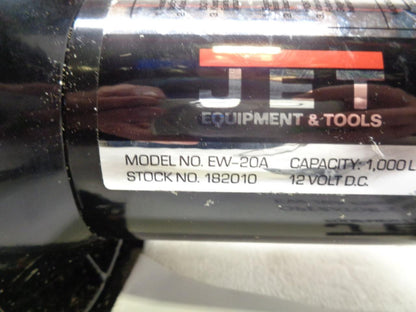 JET
EQUIPMENT & TOOLS
MODEL NO. EW-20A CAPACITY: 1,000 L
STOCK NO. 182010 12 VOLT D.C.